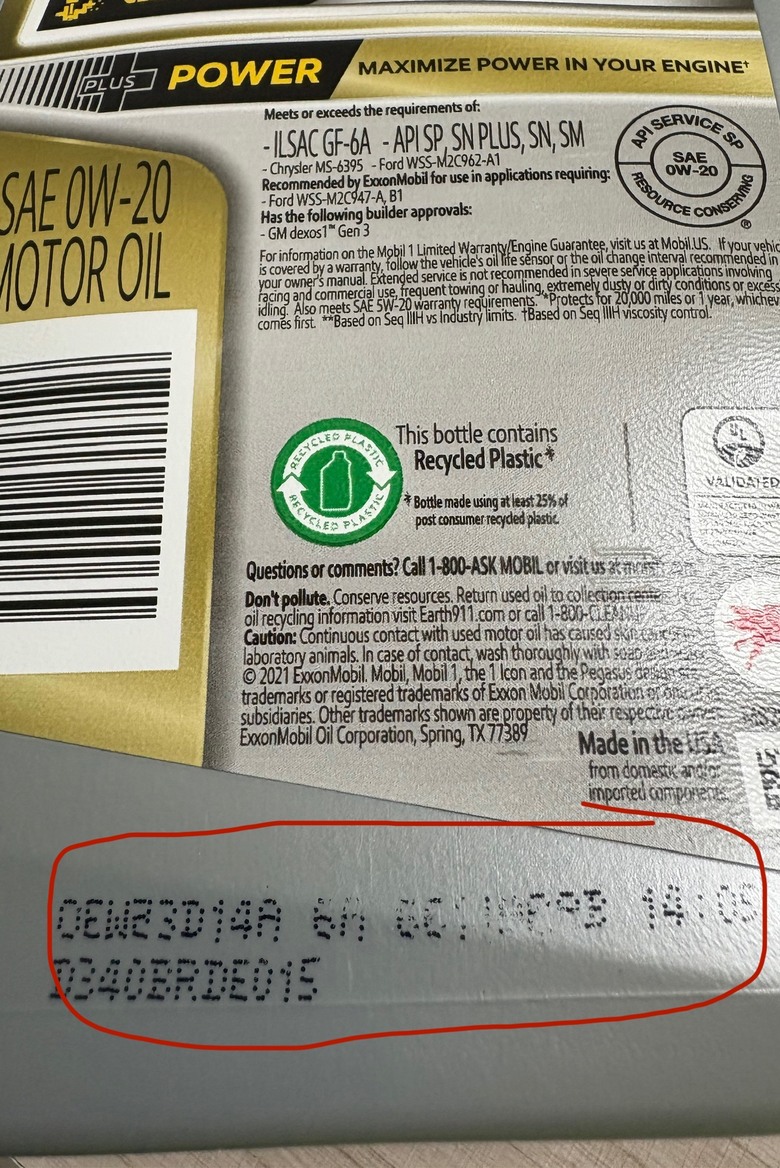 PLUS POWER MAXIMIZE POWER IN YOUR ENGINE†
Meets or exceeds the requirements of:
- ILSAC GF-6A - API SP, SN PLUS, SN, SM
- Chrysler MS-6395 - Ford WSS-M2C962-A1
Recommended by ExxonMobil for use in applications requiring:
- Ford WSS-M2C947-A, B1
Has the following builder approvals:
- GM dexos1™ Gen 3
API SERVICE SP
SAE
0W-20
RESOURCE CONSERVING
®
SAE 0W-20
MOTOR OIL
For information on the Mobil 1 Limited Warranty/Engine Guarantee, visit us at Mobil.US. If your
is covered by a warranty, follow the vehicle's oil life sensor or the oil change interval recommended in
your owner's manual. Extended service is not recommended in severe service applications involving
racing and commercial use, frequent towing or hauling, extremely dusty or dirty conditions or
idling. Also meets SAE 5W-20 warranty requirements. *Protects for 20,000 miles or 1 year,
comes first. **Based on Seq IIIH vs Industry limits. †Based on Seq IIIH viscosity control.
RECYCLED PLASTIC
RECYCLED PLASTIC
This bottle contains
Recycled Plastic*
* Bottle made using at least 25% of
post consumer recycled plastic.
UL
VALIDATED
Questions or comments? Call 1-800-ASK MOBIL or visit us at
Don't pollute. Conserve resources. Return used oil to collection
oil recycling information visit Earth911.com or call
Caution: Continuous contact with used motor oil has caused skin
laboratory animals. In case of contact, wash thoroughly with soap
© 2021 ExxonMobil. Mobil, Mobil 1, the 1 Icon and the Pegasus design
trademarks or registered trademarks of Exxon Mobil Corporation or
subsidiaries. Other trademarks shown are property of their respective
ExxonMobil Oil Corporation, Spring, TX 77389
Made in the USA
from domestic and/or
imported components.
14:05